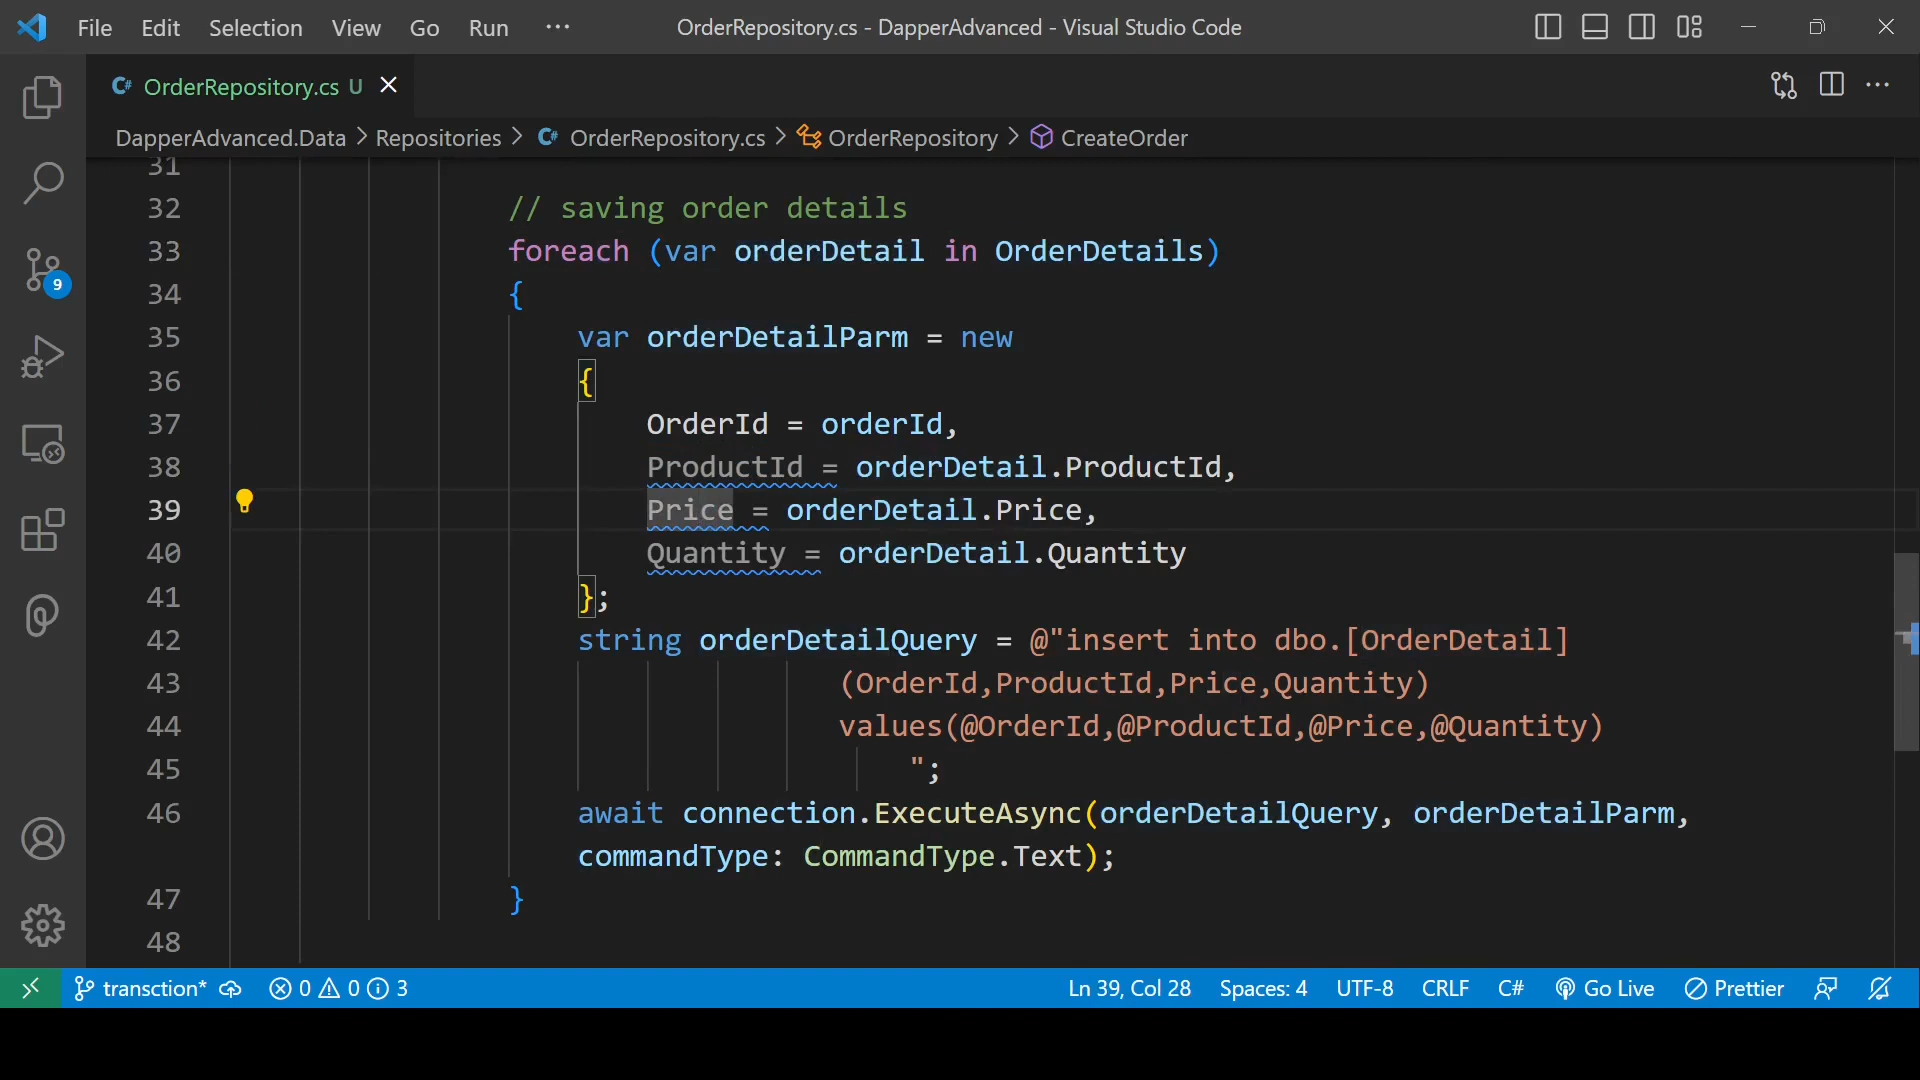 File Edit Selection View Go Run ··· OrderRepository.cs - DapperAdvanced - Visual Studio Code
C# OrderRepository.cs U
DapperAdvanced.Data > Repositories > C# OrderRepository.cs > OrderRepository > CreateOrder
31
32 // saving order details
33 foreach (var orderDetail in OrderDetails)
34 {
35 var orderDetailParm = new
36 {
37 OrderId = orderId,
38 ProductId = orderDetail.ProductId,
39 Price = orderDetail.Price,
40 Quantity = orderDetail.Quantity
41 };
42 string orderDetailQuery = @"insert into dbo.[OrderDetail]
43 (OrderId,ProductId,Price,Quantity)
44 values(@OrderId,@ProductId,@Price,@Quantity)
45 ";
46 await connection.ExecuteAsync(orderDetailQuery, orderDetailParm,
commandType: CommandType.Text);
47 }
48
9
transction* 0 0 3 Ln 39, Col 28 Spaces: 4 UTF-8 CRLF C# Go Live Prettier